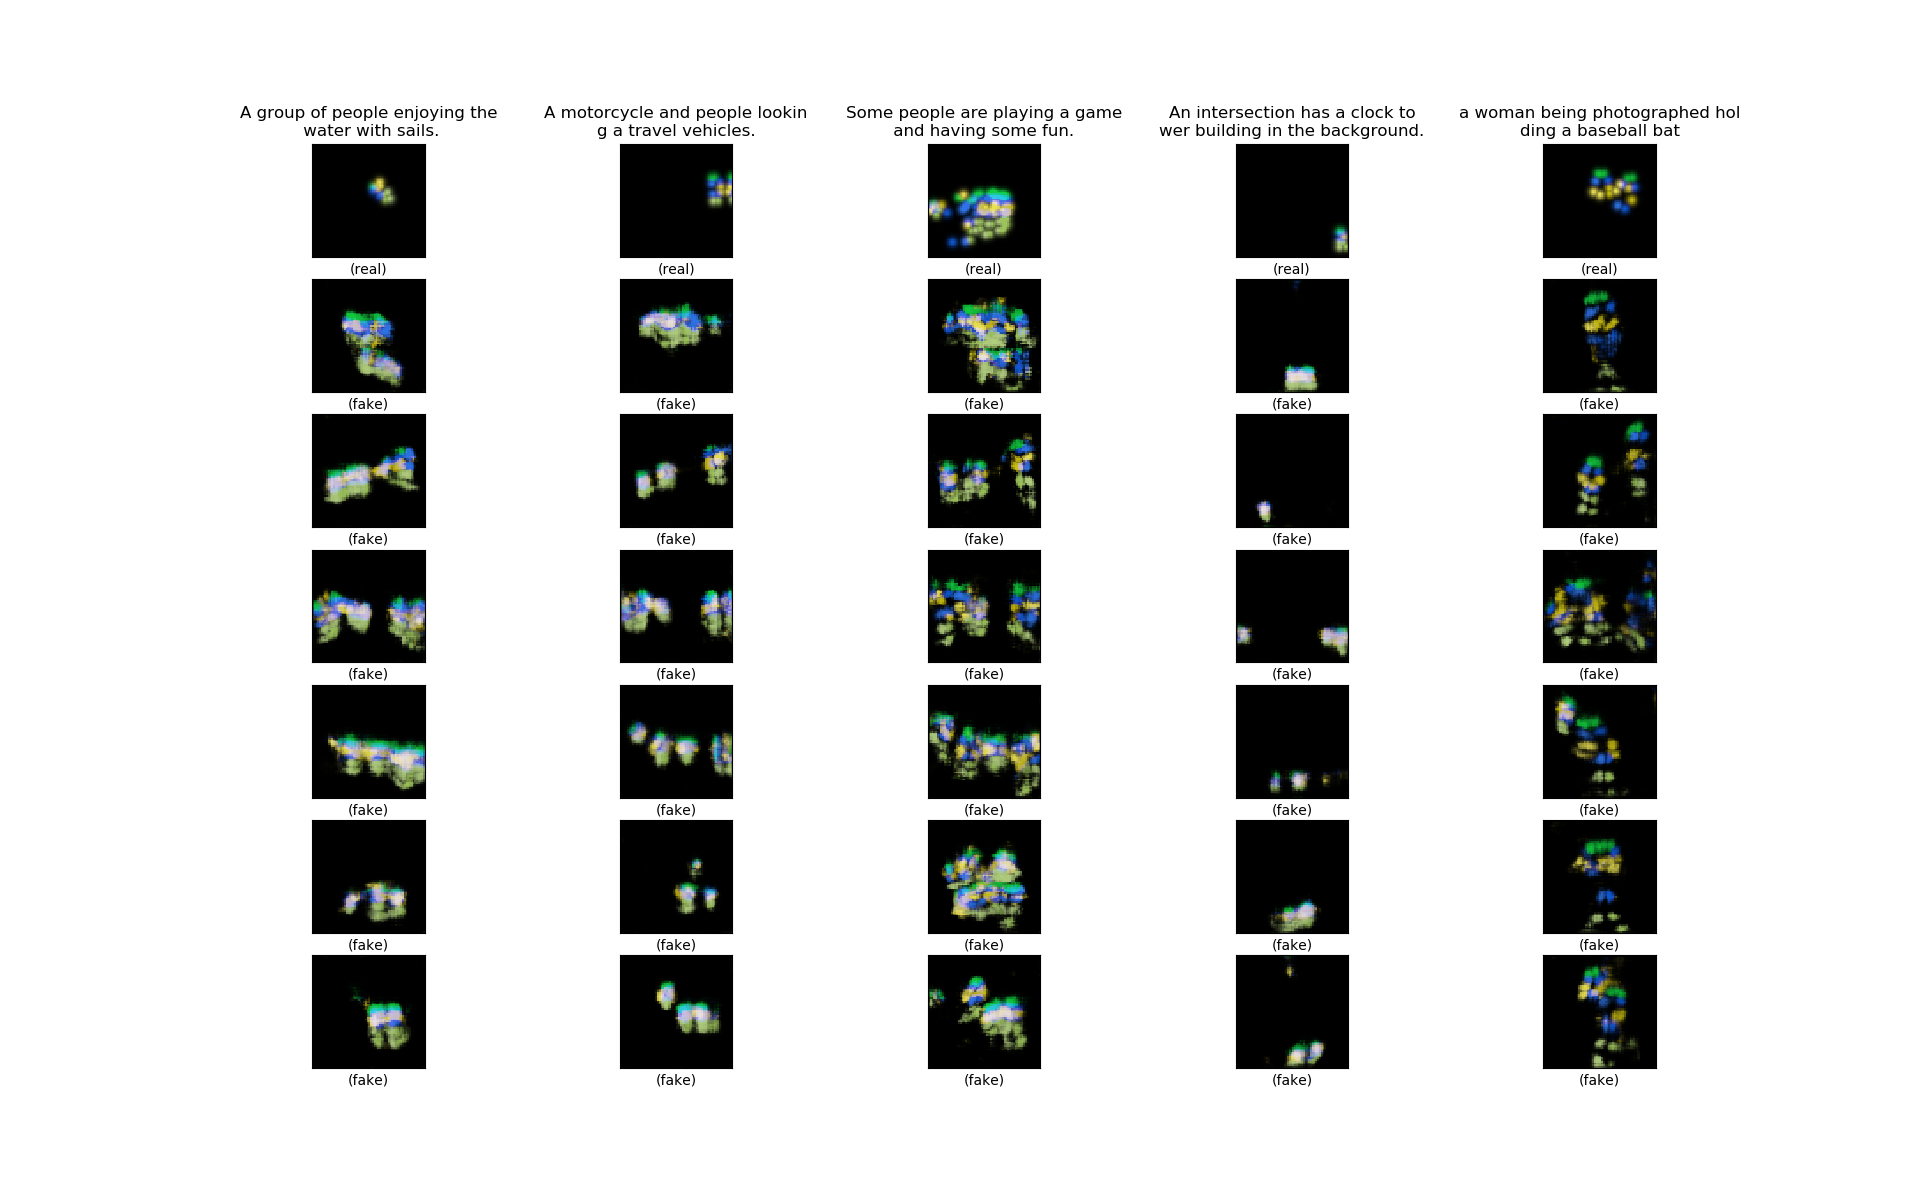 A group of people enjoying the
water with sails.
A motorcycle and people lookin
g a travel vehicles.
Some people are playing a game
and having some fun.
An intersection has a clock to
wer building in the background.
a woman being photographed hol
ding a baseball bat
(real) (real) (real) (real) (real)
(fake) (fake) (fake) (fake) (fake)
(fake) (fake) (fake) (fake) (fake)
(fake) (fake) (fake) (fake) (fake)
(fake) (fake) (fake) (fake) (fake)
(fake) (fake) (fake) (fake) (fake)
(fake) (fake) (fake) (fake) (fake)